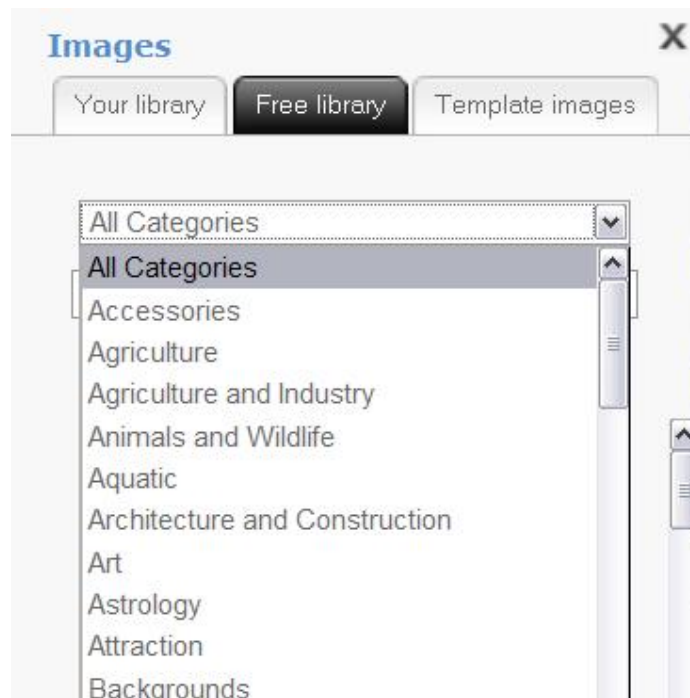 Images
X
Your library
Free library
Template images
All Categories
All Categories
Accessories
Agriculture
Agriculture and Industry
Animals and Wildlife
Aquatic
Architecture and Construction
Art
Astrology
Attraction
Backgrounds